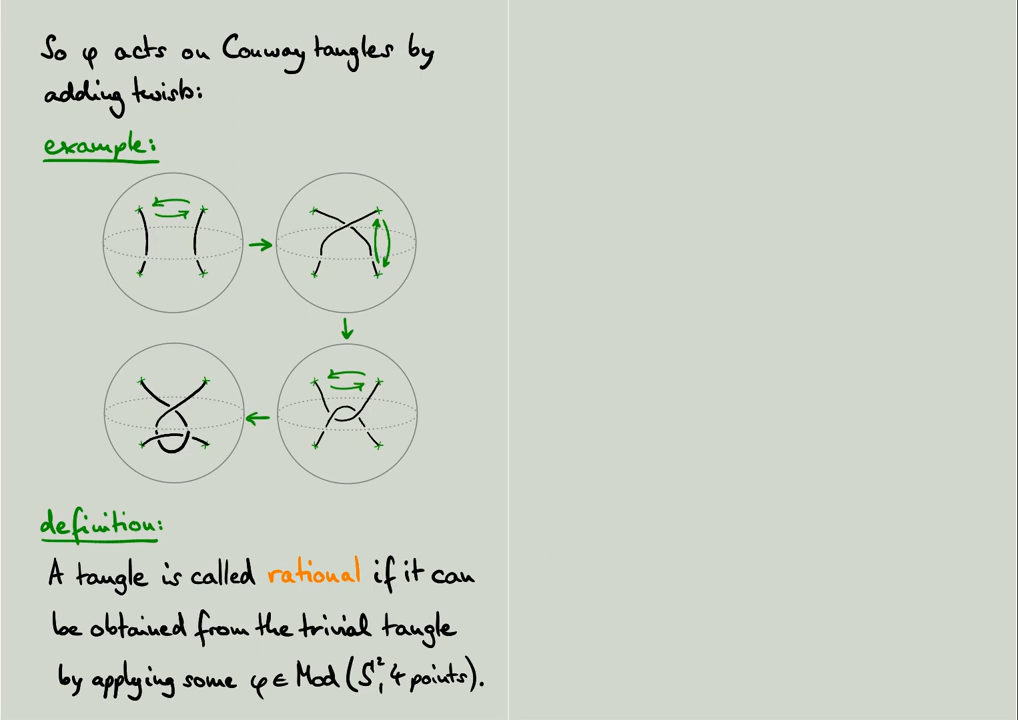 So φ acts on Conway tangles by
adding twists:
example:
definition:
A tangle is called rational if it can
be obtained from the trivial tangle
by applying some φ ∈ Mod (S², 4 points).